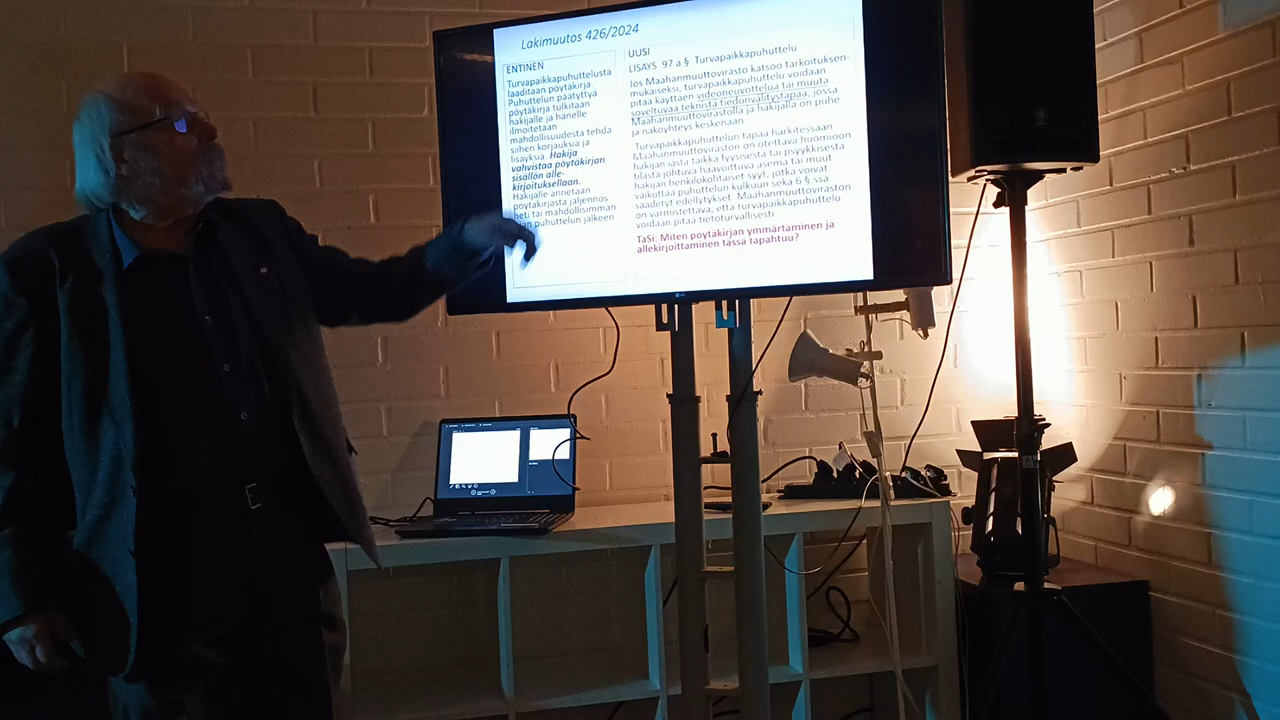 Lakimuutos 426/2024
ENTINEN
Turvapaikkapuhuttelusta
laaditaan pöytäkirja.
Puhuttelun päätyttyä
pöytäkirja tulkitaan
hakijalle ja hänelle
ilmoitetaan
mahdollisuudesta tehdä
siihen korjauksia ja
lisäyksiä. Hakija
vahvistaa pöytäkirjan
sisällön alle-
kirjoituksellaan.
Hakijalle annetaan
pöytäkirjasta jäljennös
heti tai mahdollisimman
pian puhuttelun jälkeen
UUSI
LISÄYS 97 a § Turvapaikkapuhuttelu
Jos Maahanmuuttovirasto katsoo tarkoituksen-
mukaiseksi, turvapaikkapuhuttelu voidaan
pitää käyttäen videoneuvottelua tai muuta
soveltuvaa teknistä tiedonvälitystapaa, jossa
Maahanmuuttovirastolla ja hakijalla on puhe-
ja näköyhteys keskenään
Turvapaikkapuhuttelun tapaa harkitessaan
Maahanmuuttoviraston on otettava huomioon
hakijan iästä taikka fyysisestä tai psyykkisestä
tilasta johtuva haavoittuva asema tai muut
hakijan henkilökohtaiset syyt, jotka voivat
vaikuttaa puhuttelun kulkuun sekä 6 §:ssä
säädetyt edellytykset. Maahanmuuttoviraston
on varmistettava, että turvapaikkapuhuttelu
voidaan pitää tietoturvallisesti
TaSi: Miten pöytäkirjan ymmärtäminen ja
allekirjoittaminen tässä tapahtuu?
LG